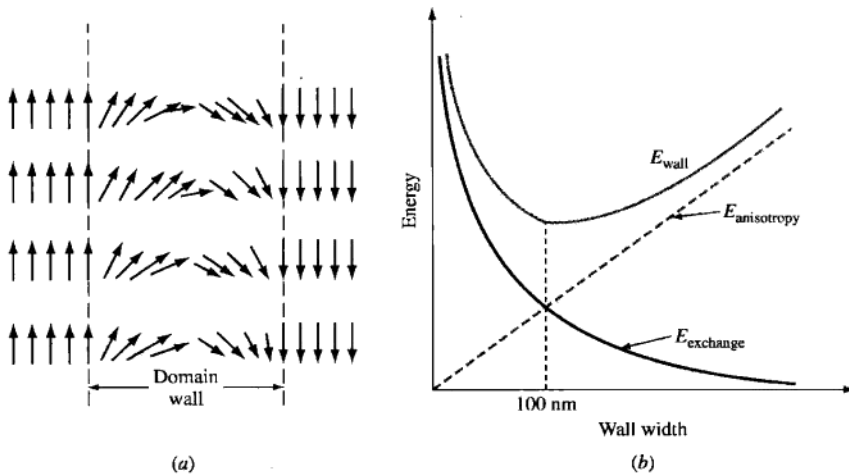 Domain
wall
(a)
Energy
E_wall
E_anisotropy
E_exchange
100 nm
Wall width
(b)